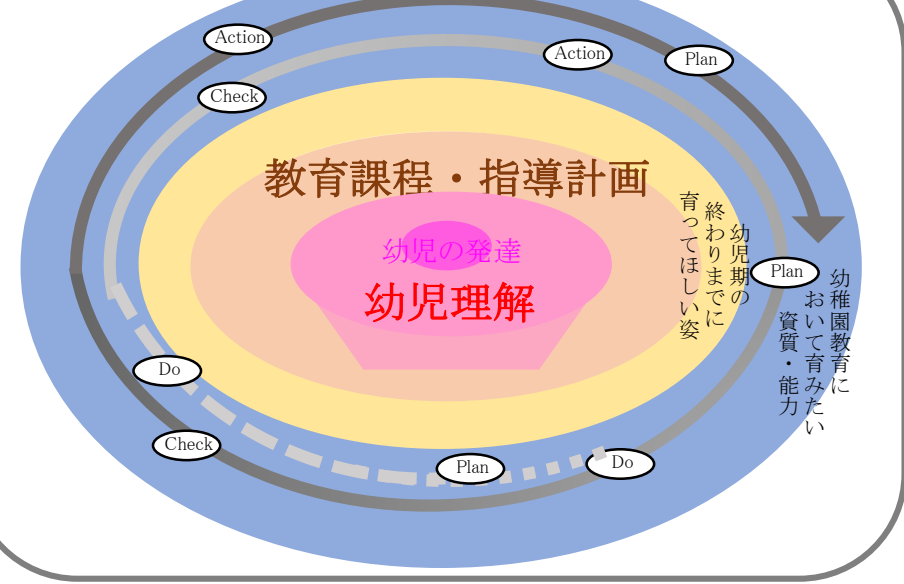 Action
Action
Plan
Check
教育課程・指導計画
幼児の発達
幼児理解
幼児期の
終わりまでに
育ってほしい姿
Plan
幼稚園教育に
おいて育みたい
資質・能力
Do
Check
Plan
Do